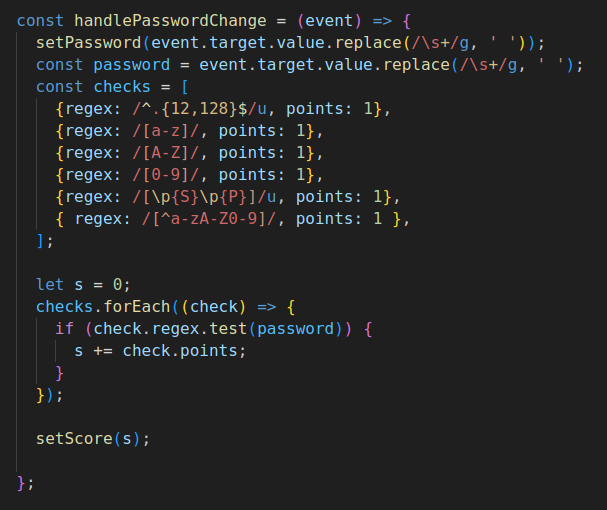 const handlePasswordChange = (event) => {
  setPassword(event.target.value.replace(/\s+/g, ' '));
  const password = event.target.value.replace(/\s+/g, ' ');
  const checks = [
    {regex: /^.{12,128}$/u, points: 1},
    {regex: /[a-z]/, points: 1},
    {regex: /[A-Z]/, points: 1},
    {regex: /[0-9]/, points: 1},
    {regex: /[\p{S}\p{P}]/u, points: 1},
    { regex: /[^a-zA-Z0-9]/, points: 1 },
  ];

  let s = 0;
  checks.forEach((check) => {
    if (check.regex.test(password)) {
      s += check.points;
    }
  });

  setScore(s);

};